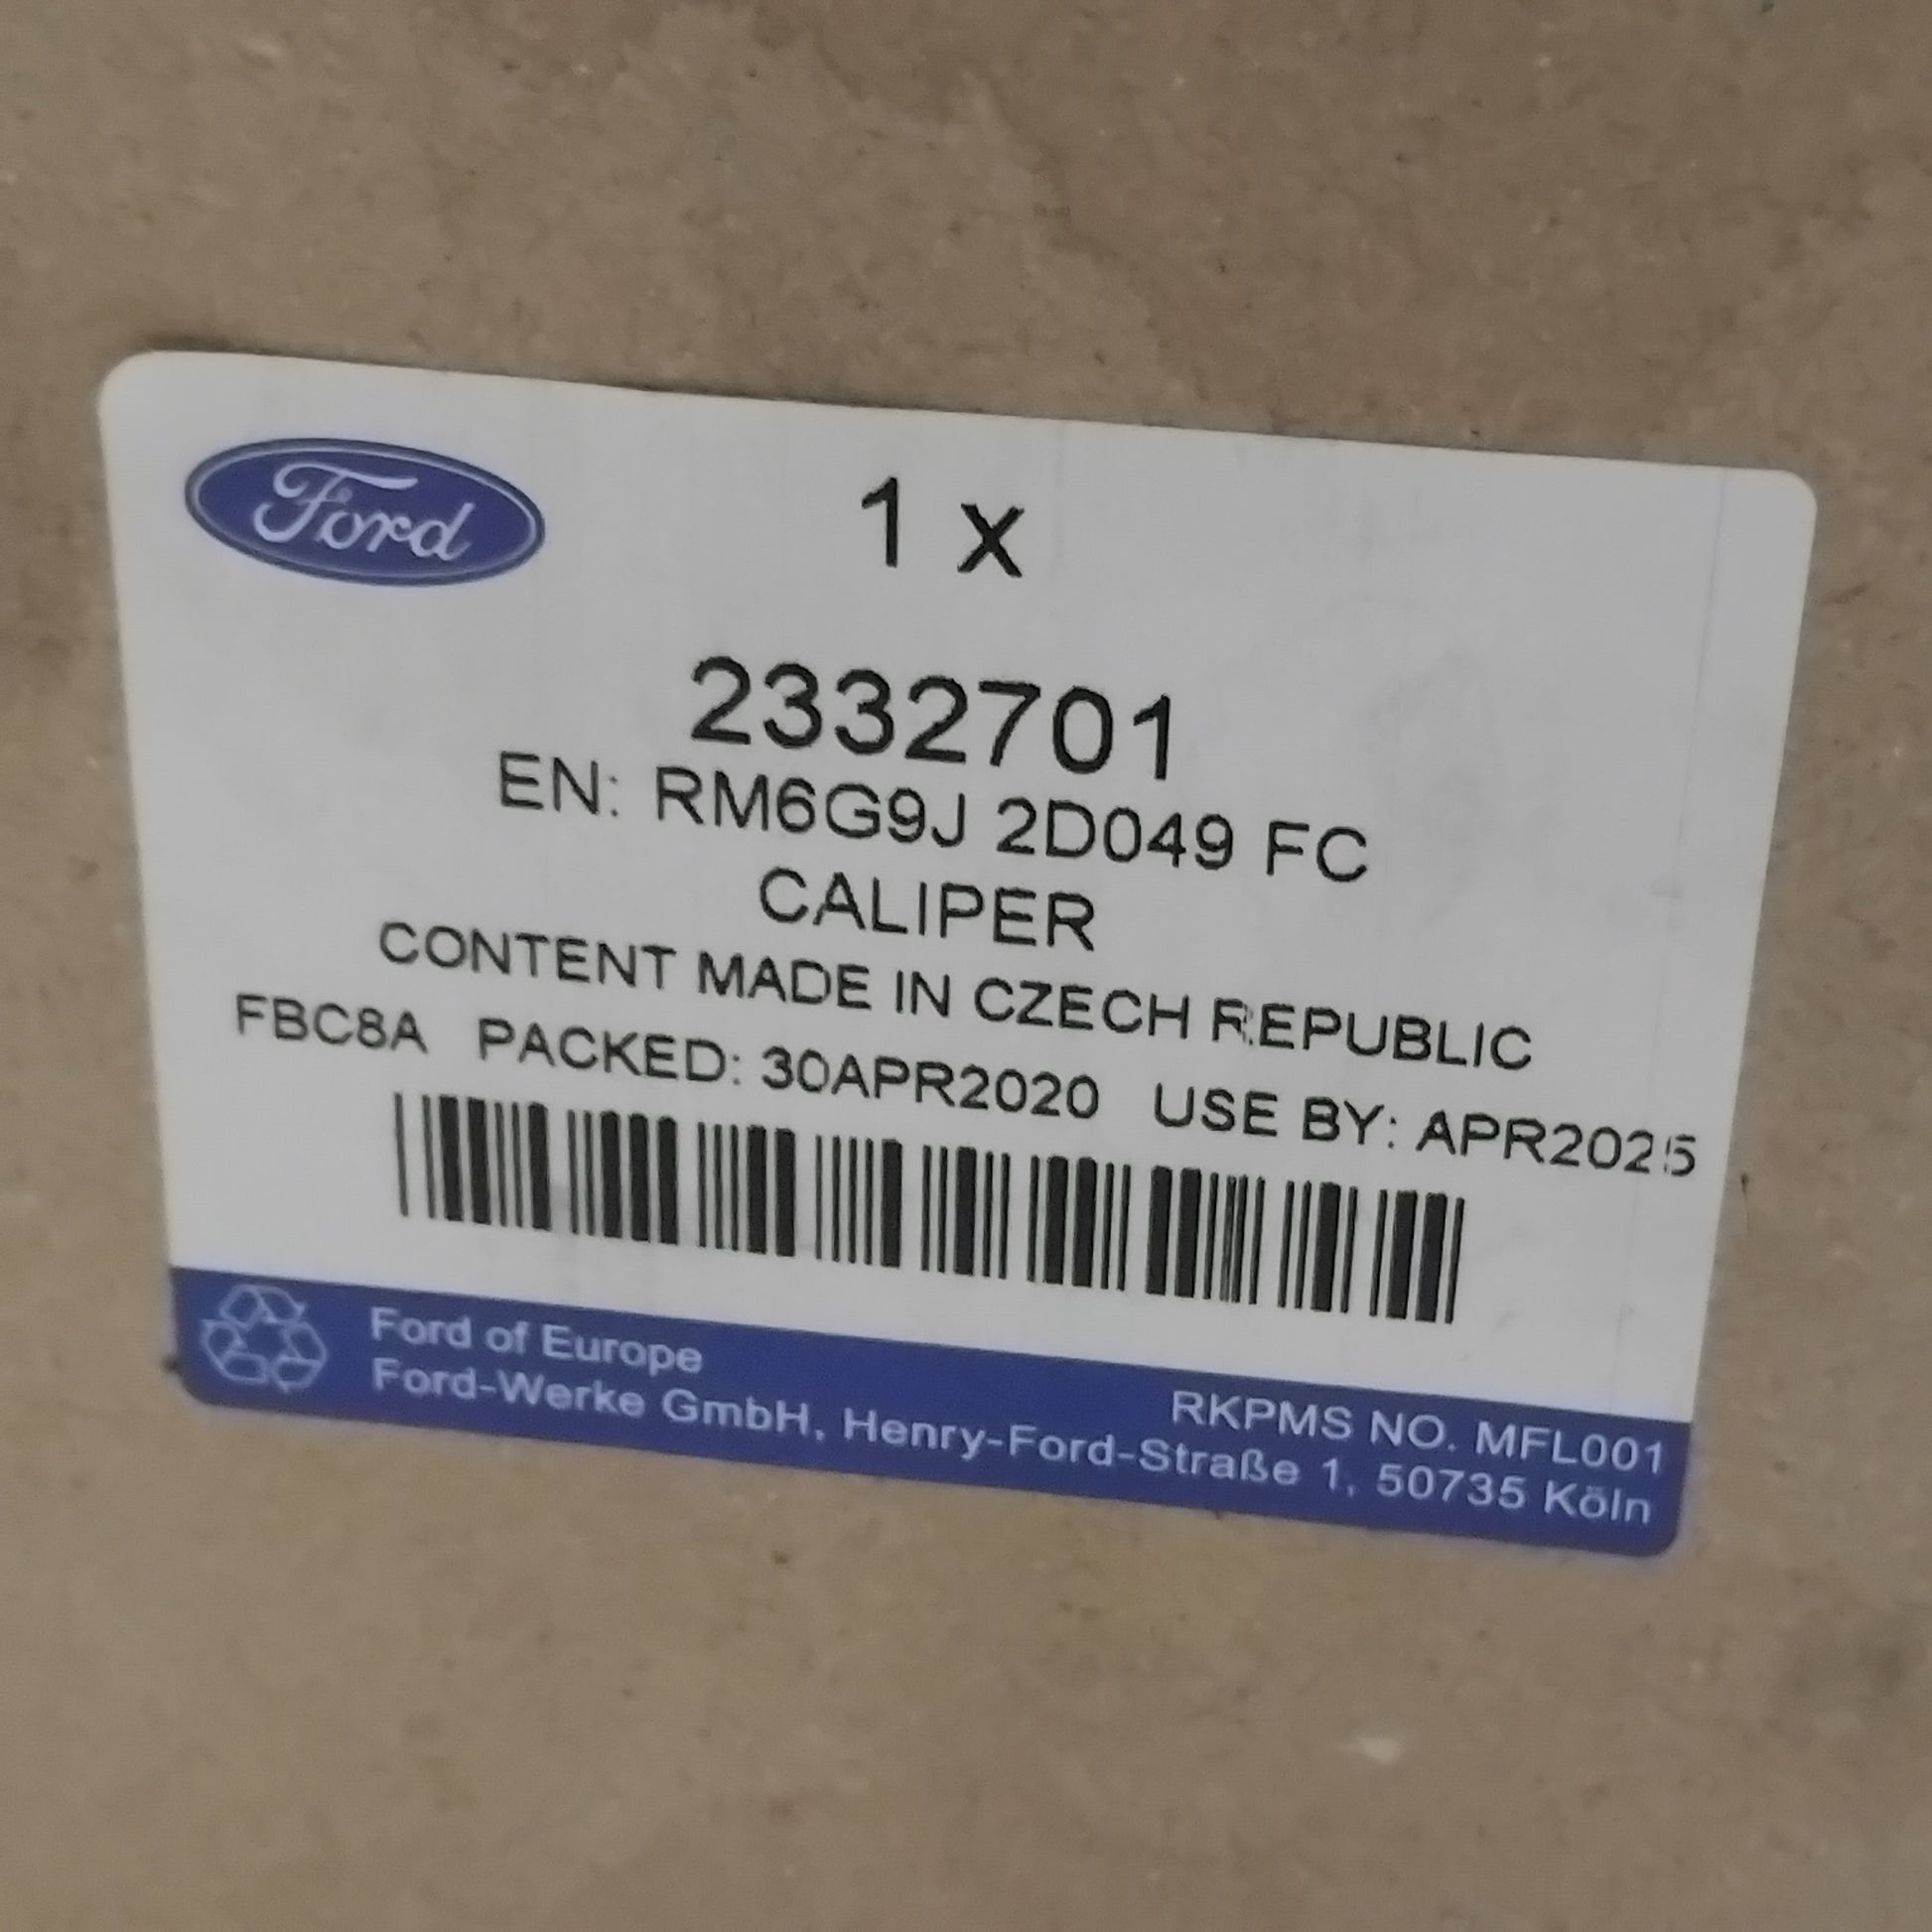 Ford
1 x
2332701
EN: RM6G9J 2D049 FC
CALIPER
CONTENT MADE IN CZECH REPUBLIC
FBC8A PACKED: 30APR2020 USE BY: APR2025
Ford of Europe
RKPMS NO. MFL001
Ford-Werke GmbH, Henry-Ford-Straße 1, 50735 Köln